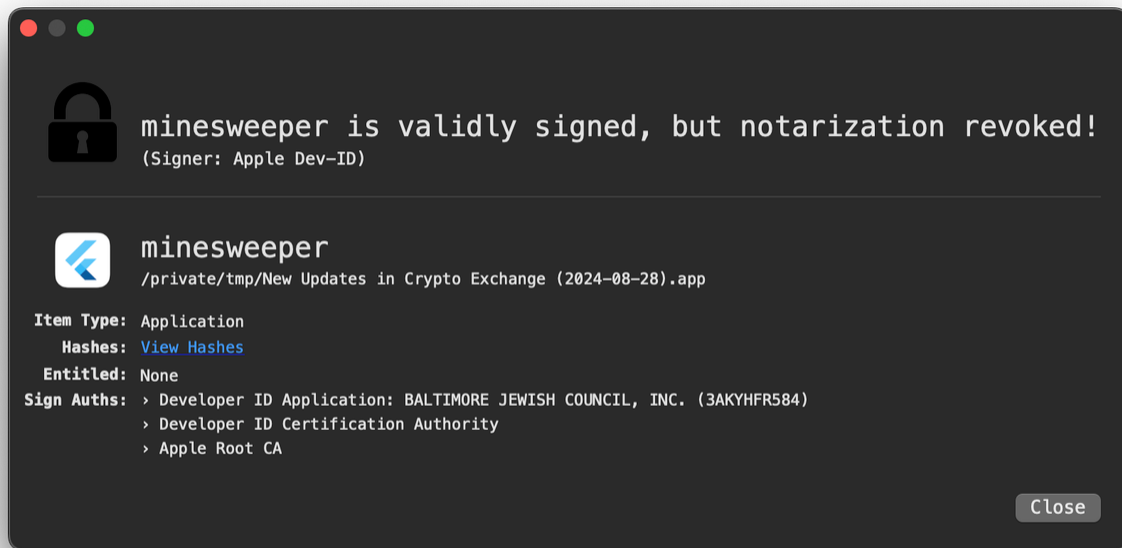 minesweeper is validly signed, but notarization revoked!
(Signer: Apple Dev-ID)
minesweeper
/private/tmp/New Updates in Crypto Exchange (2024-08-28).app
Item Type: Application
Hashes: View Hashes
Entitled: None
Sign Auths: › Developer ID Application: BALTIMORE JEWISH COUNCIL, INC. (3AKYHFR584)
› Developer ID Certification Authority
› Apple Root CA
Close